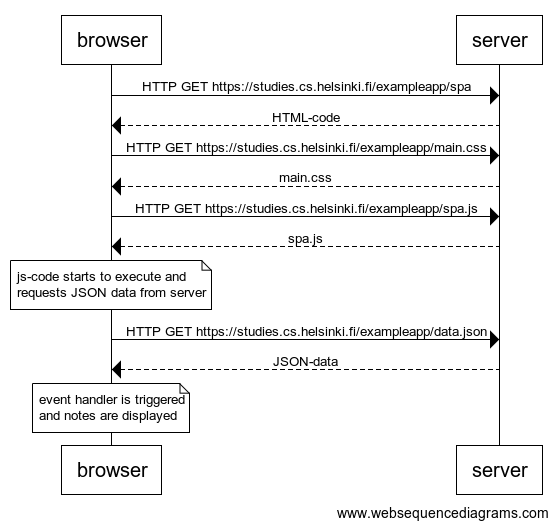 browser
server
HTTP GET https://studies.cs.helsinki.fi/exampleapp/spa
HTML-code
HTTP GET https://studies.cs.helsinki.fi/exampleapp/main.css
main.css
HTTP GET https://studies.cs.helsinki.fi/exampleapp/spa.js
spa.js
js-code starts to execute and
requests JSON data from server
HTTP GET https://studies.cs.helsinki.fi/exampleapp/data.json
JSON-data
event handler is triggered
and notes are displayed
browser
server
www.websequencediagrams.com